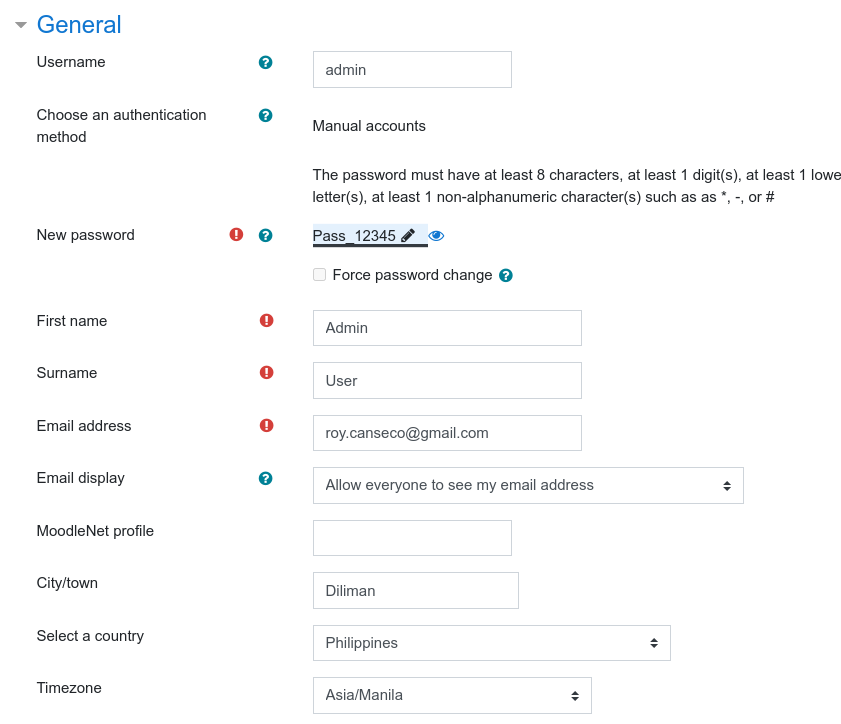 General
Username
admin
Choose an authentication
method
Manual accounts
The password must have at least 8 characters, at least 1 digit(s), at least 1 lowe
letter(s), at least 1 non-alphanumeric character(s) such as as *, -, or #
New password
Pass_12345
Force password change
First name
Admin
Surname
User
Email address
roy.canseco@gmail.com
Email display
Allow everyone to see my email address
MoodleNet profile
City/town
Diliman
Select a country
Philippines
Timezone
Asia/Manila